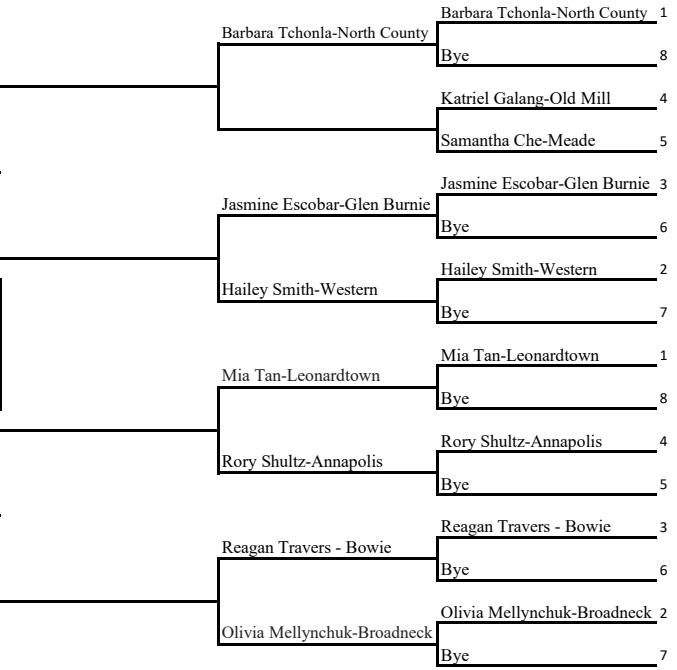 Barbara Tchonla-North County 1
Barbara Tchonla-North County
Bye 8
Katriel Galang-Old Mill 4
Samantha Che-Meade 5
Jasmine Escobar-Glen Burnie 3
Jasmine Escobar-Glen Burnie
Bye 6
Hailey Smith-Western 2
Hailey Smith-Western
Bye 7
Mia Tan-Leonardtown 1
Mia Tan-Leonardtown
Bye 8
Rory Shultz-Annapolis 4
Rory Shultz-Annapolis
Bye 5
Reagan Travers - Bowie 3
Reagan Travers - Bowie
Bye 6
Olivia Mellynchuk-Broadneck 2
Olivia Mellynchuk-Broadneck
Bye 7